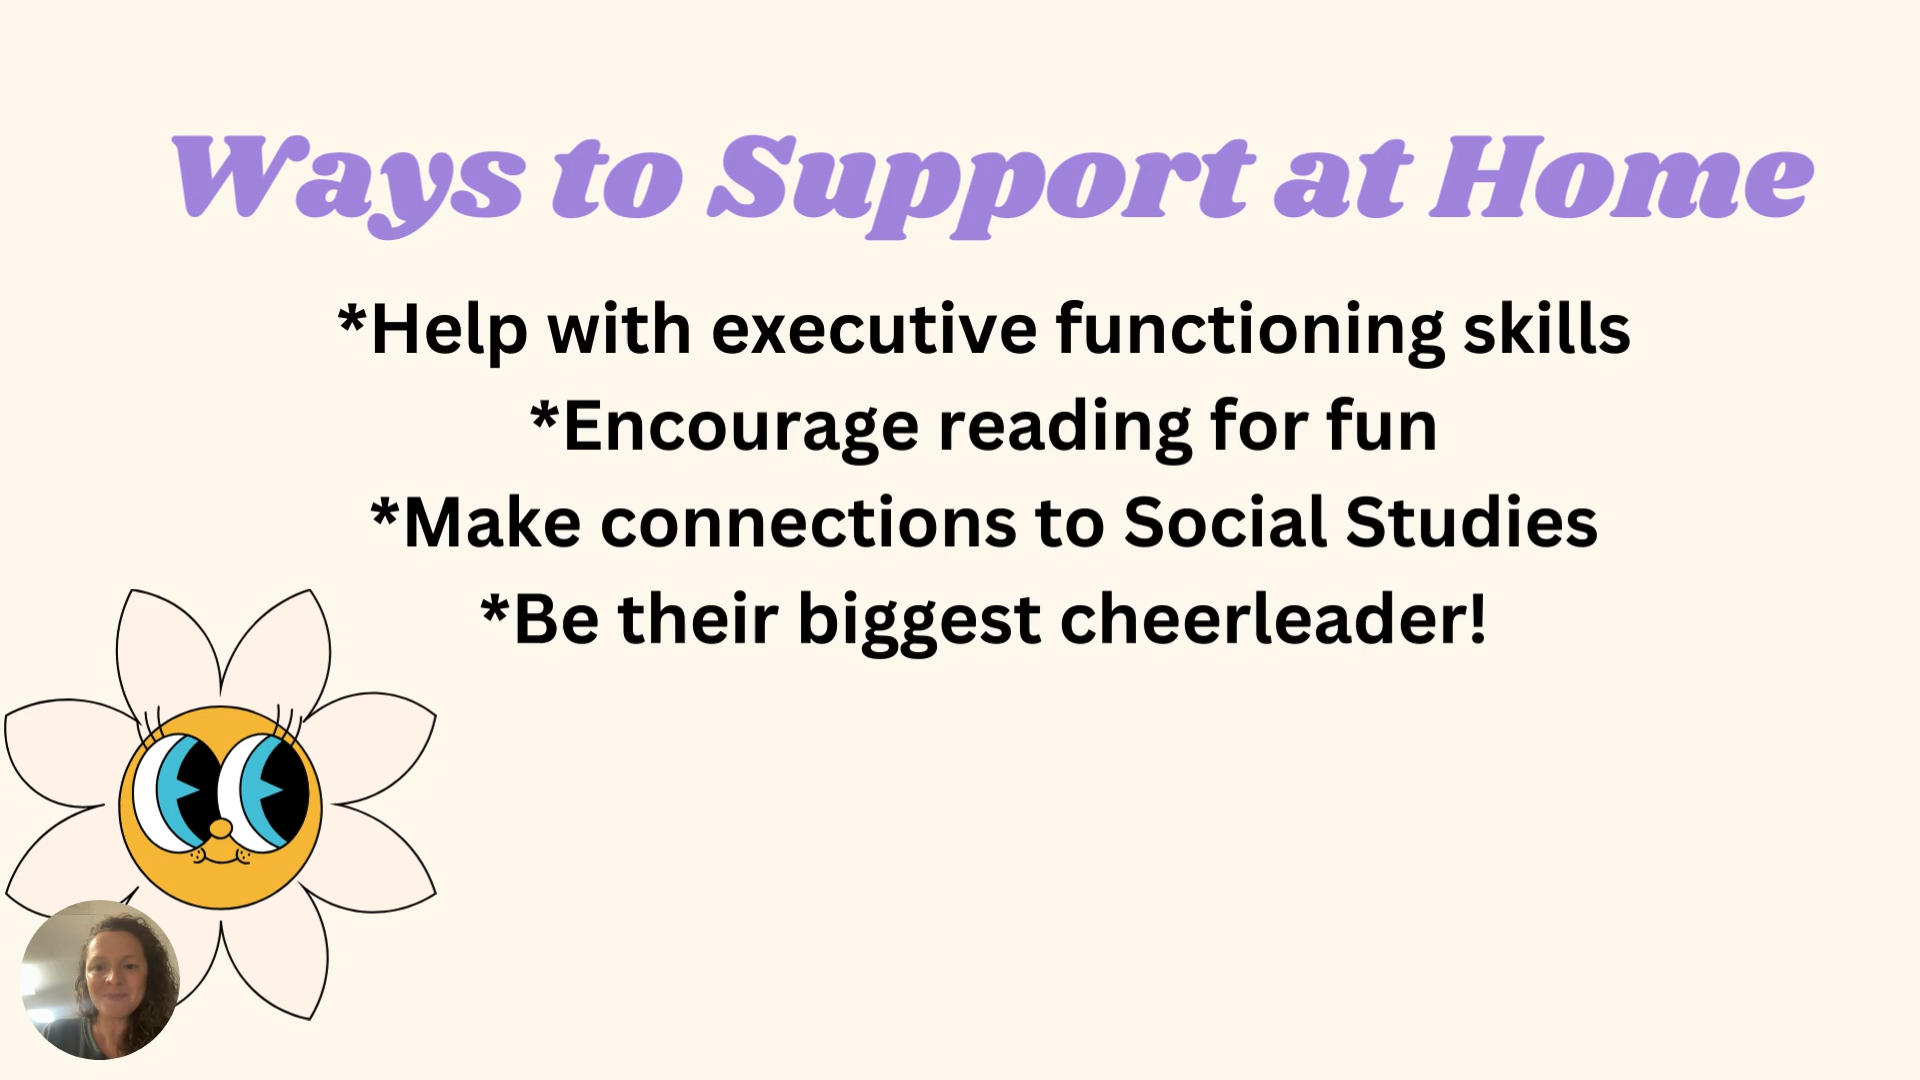 Ways to Support at Home
*Help with executive functioning skills
*Encourage reading for fun
*Make connections to Social Studies
*Be their biggest cheerleader!